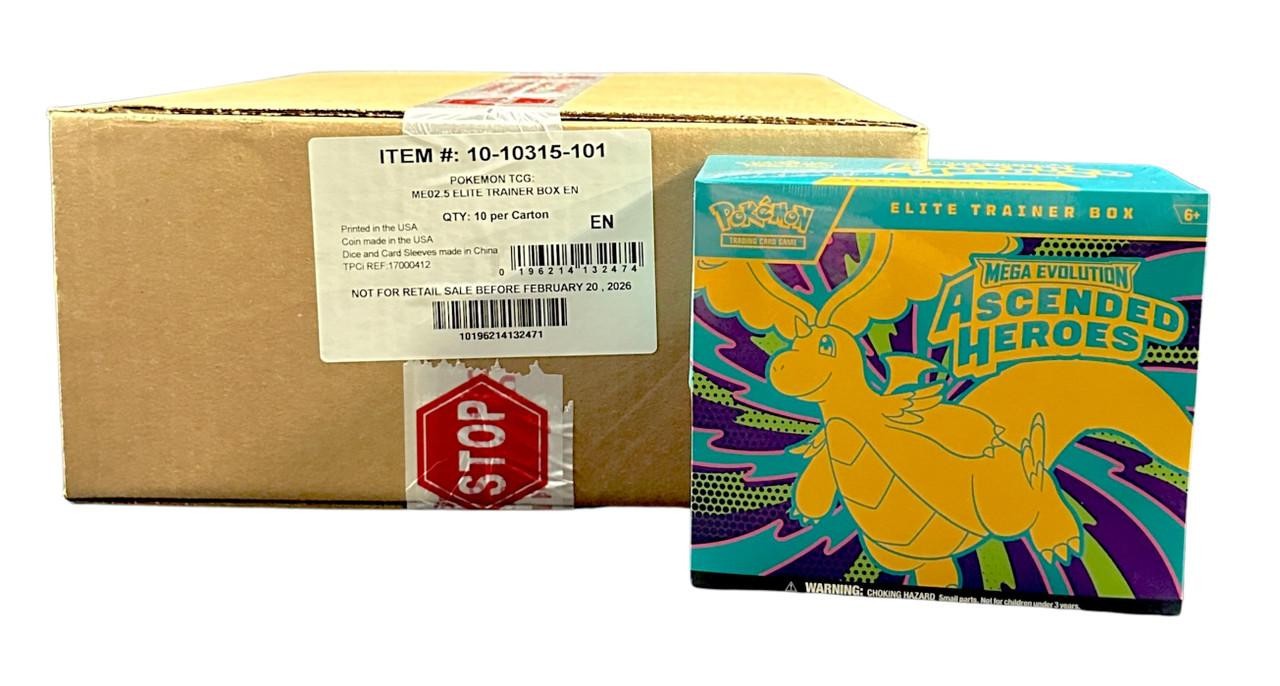 ITEM #: 10-10315-101
POKEMON TCG:
ME02.5 ELITE TRAINER BOX EN
QTY: 10 per Carton
EN
Printed in the USA
Coin made in the USA
Dice and Card Sleeves made in China
TPCi REF:17000412
0 196214 132474
NOT FOR RETAIL SALE BEFORE FEBRUARY 20 , 2026
10196214132471
STOP
POKéMON
TRADING CARD GAME
ELITE TRAINER BOX
6+
MEGA EVOLUTION
ASCENDED
HEROES
WARNING: CHOKING HAZARD Small parts. Not for children under 3 years.